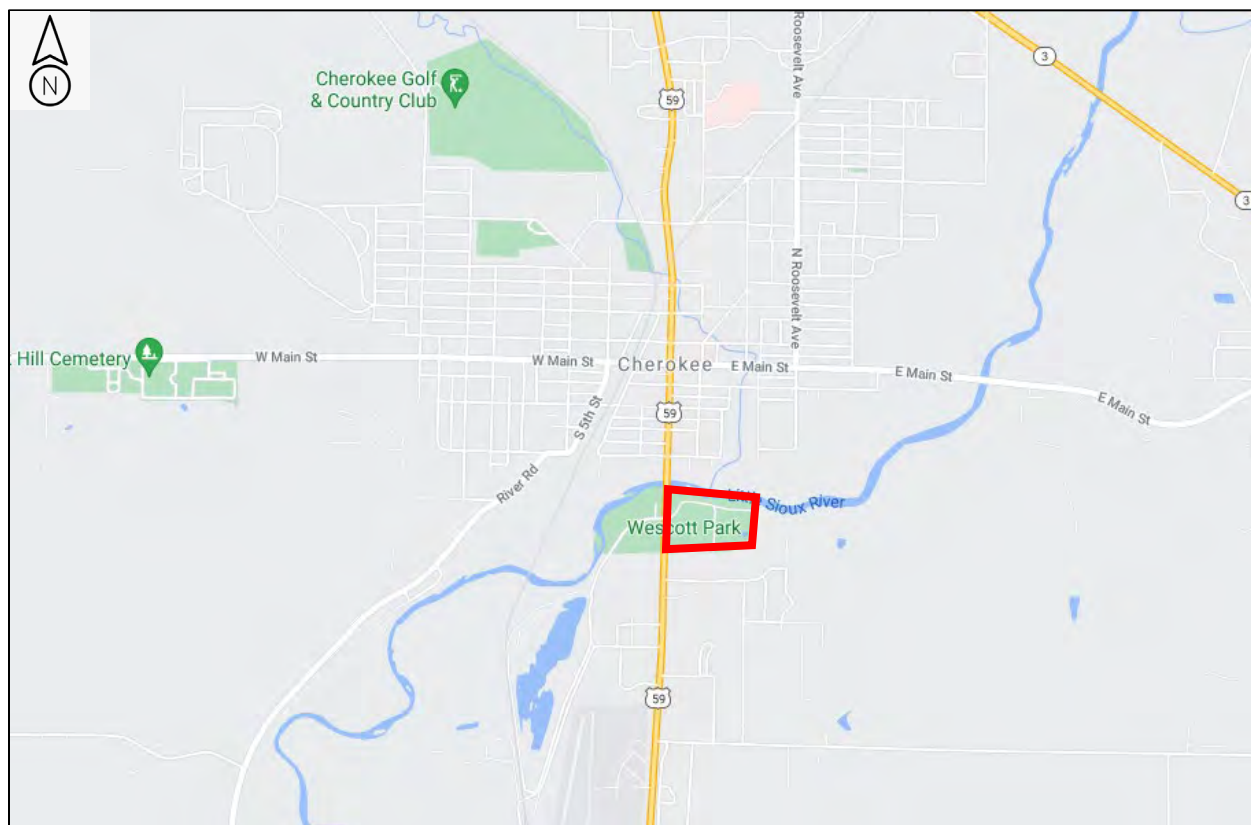 N
Roosevelt Ave
3
Cherokee Golf
& Country Club
59
3
N Roosevelt Ave
Hill Cemetery
W Main St
W Main St
Cherokee
E Main St
E Main St
E Main St
59
S 5th St
River Rd
Little Sioux River
Wescott Park
59